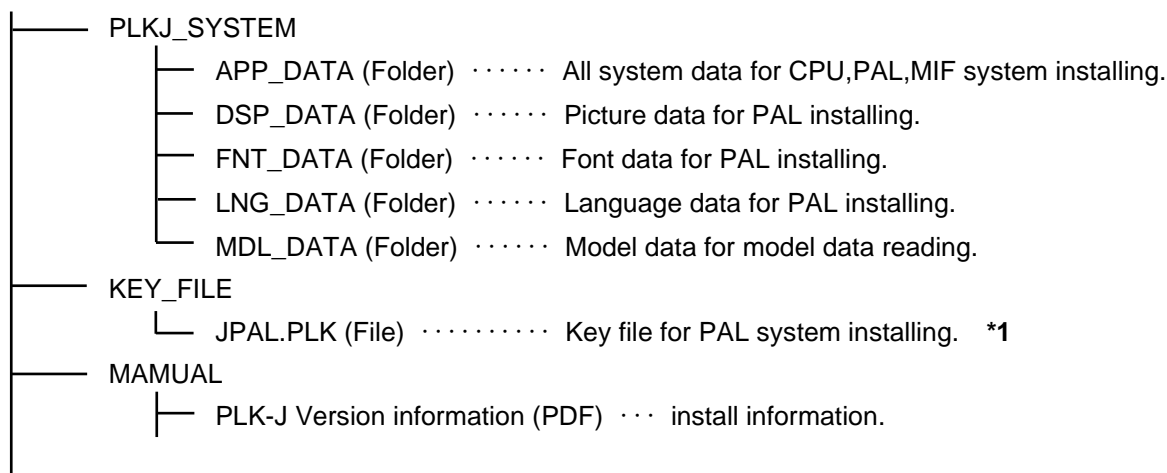 PLKJ_SYSTEM
APP_DATA (Folder) ······ All system data for CPU,PAL,MIF system installing.
DSP_DATA (Folder) ······ Picture data for PAL installing.
FNT_DATA (Folder) ······ Font data for PAL installing.
LNG_DATA (Folder) ······ Language data for PAL installing.
MDL_DATA (Folder) ······ Model data for model data reading.
KEY_FILE
JPAL.PLK (File) ·········· Key file for PAL system installing. *1
MAMUAL
PLK-J Version information (PDF) ··· install information.